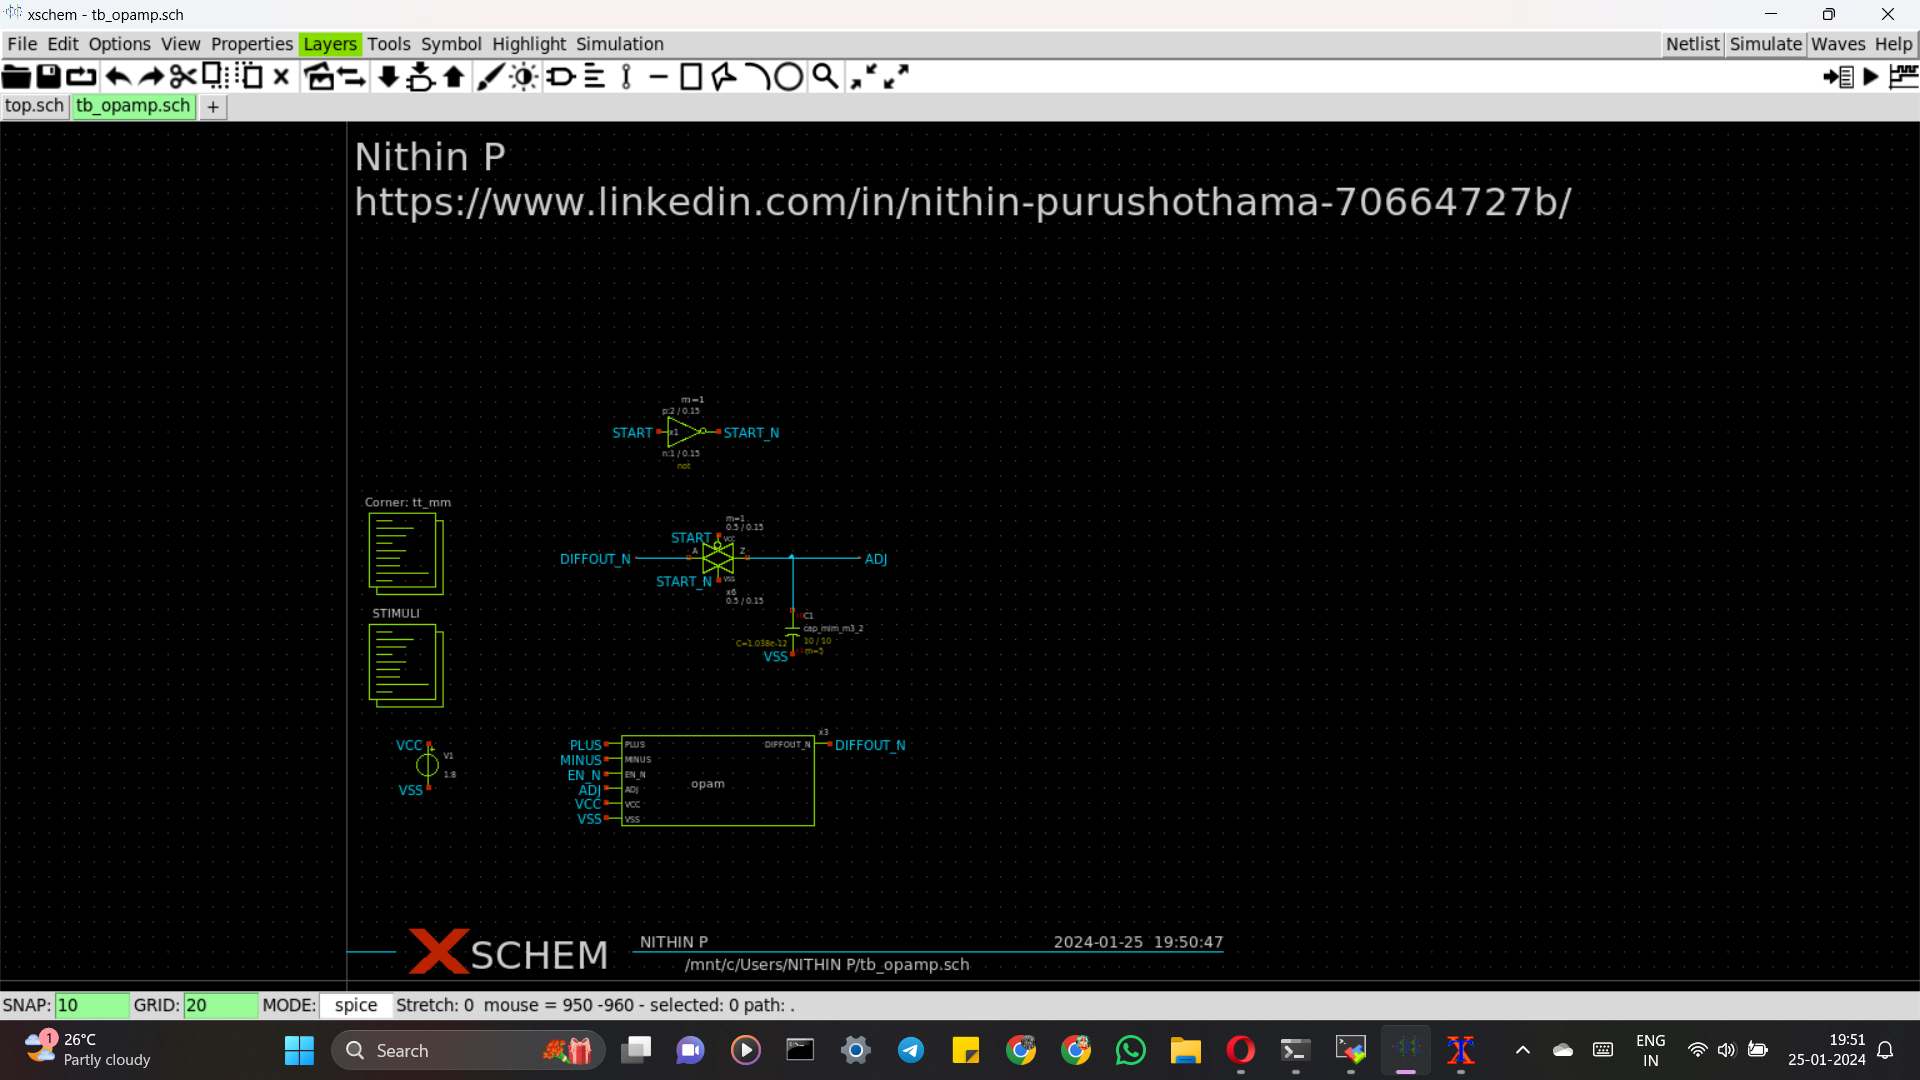 xschem - tb_opamp.sch
File Edit Options View Properties Layers Tools Symbol Highlight Simulation Netlist Simulate Waves Help
top.sch tb_opamp.sch +
Nithin P
https://www.linkedin.com/in/nithin-purushothama-70664727b/
m=1
p:2 / 0.15
START x1 START_N
n:1 / 0.15
not
Corner: tt_mm
m=1
0.5 / 0.15
START VCC
A Z
DIFFOUT_N ADJ
START_N VSS
x6
0.5 / 0.15
STIMULI
C1
cap_mim_m3_2
C=1.038e-12 10 / 10
m=5
VSS
VCC V1
1.8
VSS
x3
PLUS PLUS DIFFOUT_N DIFFOUT_N
MINUS MINUS
EN_N EN_N
opam
ADJ ADJ
VCC VCC
VSS VSS
XSCHEM
NITHIN P 2024-01-25 19:50:47
/mnt/c/Users/NITHIN P/tb_opamp.sch
SNAP: 10 GRID: 20 MODE: spice Stretch: 0 mouse = 950 -960 - selected: 0 path: .
1
26°C
Partly cloudy
Search
ENG
IN
19:51
25-01-2024